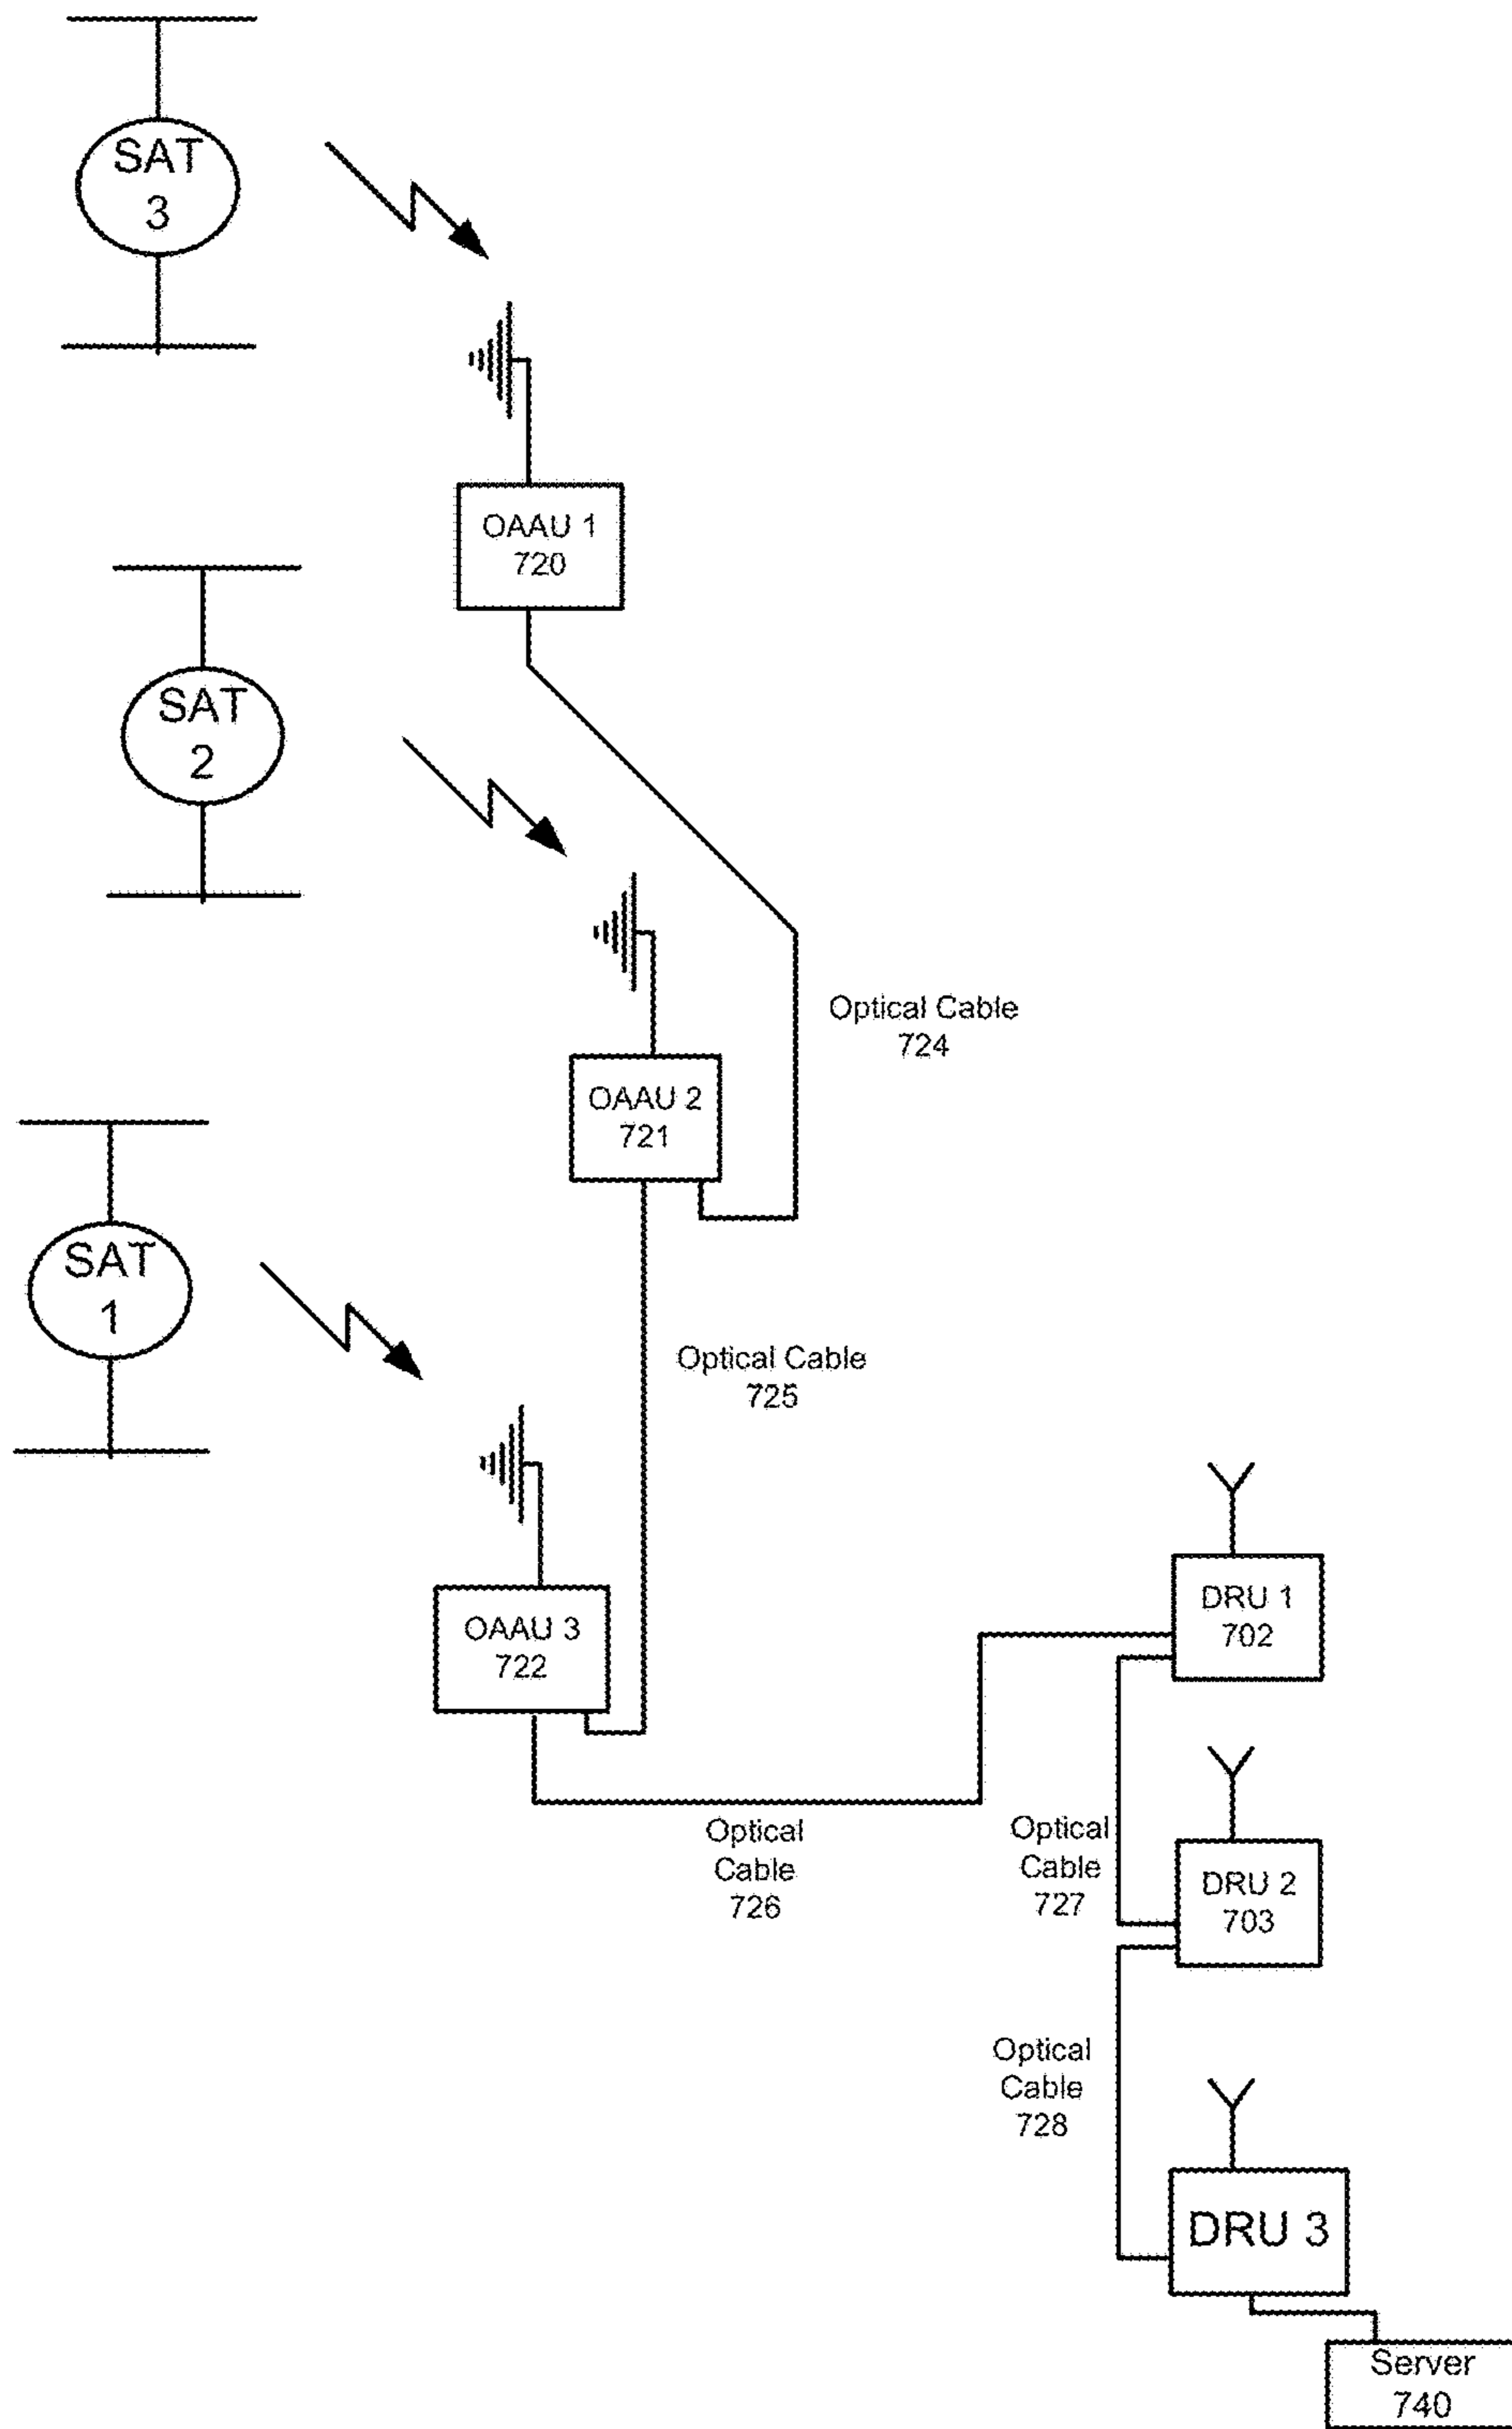 SAT
3
OAAU 1
720
SAT
2
Optical Cable
724
OAAU 2
721
SAT
1
Optical Cable
725
OAAU 3
722
DRU 1
702
Optical
Cable
726
Optical
Cable
727
DRU 2
703
Optical
Cable
728
DRU 3
Server
740